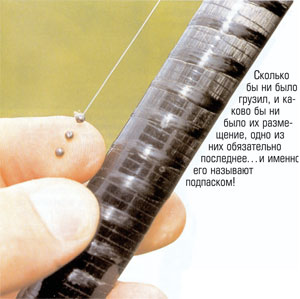 Сколько
бы ни было
грузил, и ка-
ково бы ни
было их разме-
щение, одно из
них обязательно
последнее...и именно
его называют
подпаском!